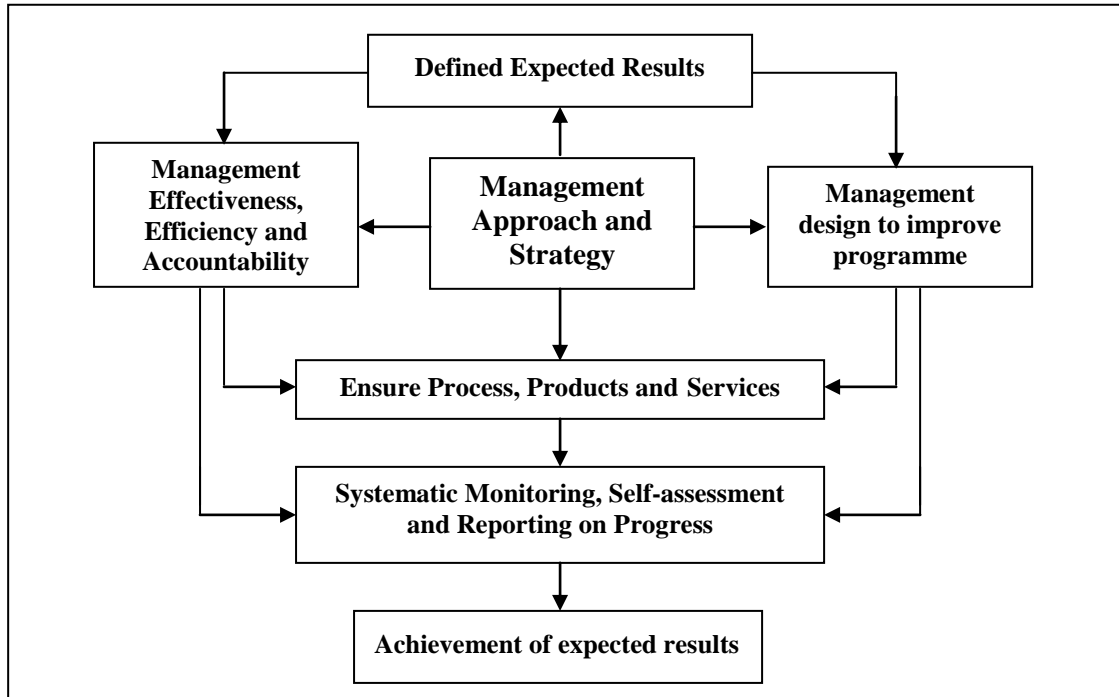 Defined Expected Results
Management
Effectiveness,
Efficiency and
Accountability
Management
Approach and
Strategy
Management
design to improve
programme
Ensure Process, Products and Services
Systematic Monitoring, Self-assessment
and Reporting on Progress
Achievement of expected results